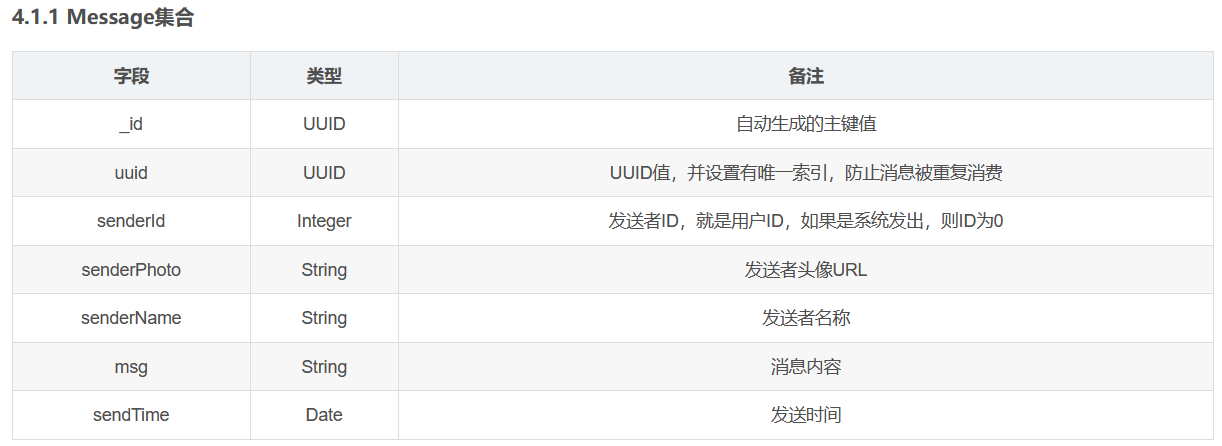 4.1.1 Message集合
字段 类型 备注
_id UUID 自动生成的主键值
uuid UUID UUID值，并设置有唯一索引，防止消息被重复消费
senderId Integer 发送者ID，就是用户ID，如果是系统发出，则ID为0
senderPhoto String 发送者头像URL
senderName String 发送者名称
msg String 消息内容
sendTime Date 发送时间